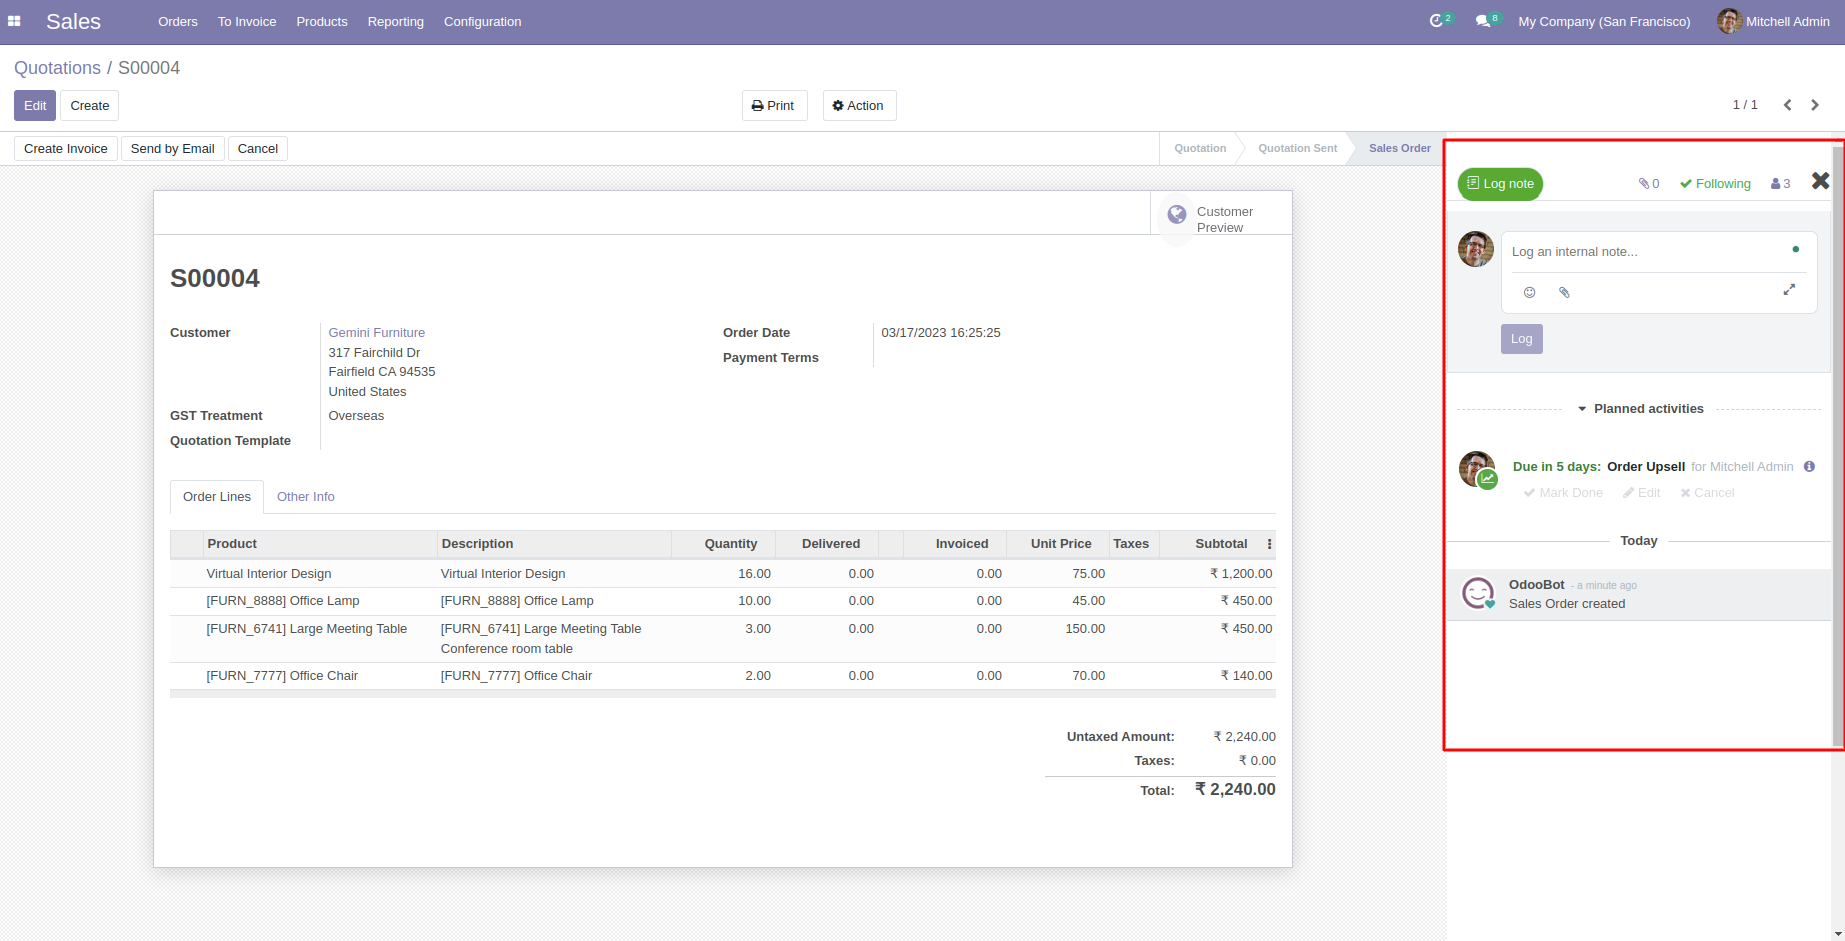 Sales Orders To Invoice Products Reporting Configuration 2 8 My Company (San Francisco) Mitchell Admin
Quotations / S00004
Edit Create Print Action 1 / 1
Create Invoice Send by Email Cancel Quotation Quotation Sent Sales Order
Log note 0 Following 3
Customer
Preview
Log an internal note...
Log
S00004
Customer Gemini Furniture
317 Fairchild Dr
Fairfield CA 94535
United States
GST Treatment Overseas
Quotation Template
Order Date 03/17/2023 16:25:25
Payment Terms
Order Lines Other Info
Product Description Quantity Delivered Invoiced Unit Price Taxes Subtotal
Virtual Interior Design Virtual Interior Design 16.00 0.00 0.00 75.00 ₹ 1,200.00
[FURN_8888] Office Lamp [FURN_8888] Office Lamp 10.00 0.00 0.00 45.00 ₹ 450.00
[FURN_6741] Large Meeting Table [FURN_6741] Large Meeting Table 3.00 0.00 0.00 150.00 ₹ 450.00
Conference room table
[FURN_7777] Office Chair [FURN_7777] Office Chair 2.00 0.00 0.00 70.00 ₹ 140.00
Untaxed Amount: ₹ 2,240.00
Taxes: ₹ 0.00
Total: ₹ 2,240.00
Planned activities
Due in 5 days: Order Upsell for Mitchell Admin
Mark Done Edit Cancel
Today
OdooBot - a minute ago
Sales Order created